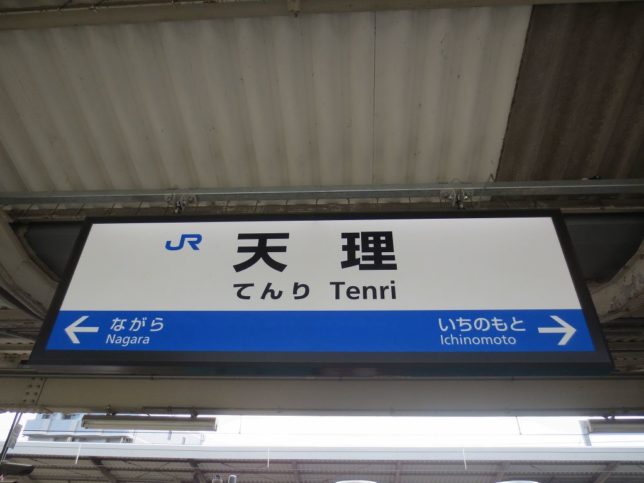 JR 天理
てんり Tenri
← ながら いちのもと →
Nagara Ichinomoto